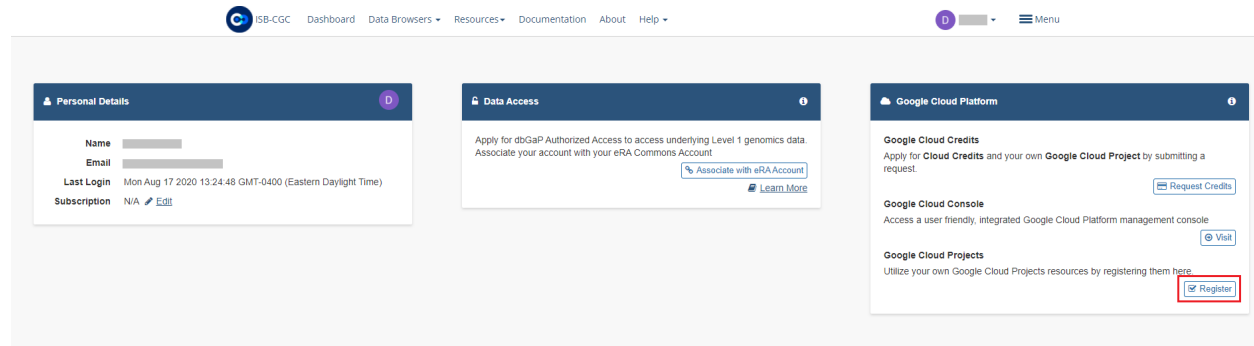 ISB-CGC Dashboard Data Browsers Resources Documentation About Help D Menu
Personal Details D
Name
Email
Last Login Mon Aug 17 2020 13:24:48 GMT-0400 (Eastern Daylight Time)
Subscription N/A Edit
Data Access
Apply for dbGaP Authorized Access to access underlying Level 1 genomics data.
Associate your account with your eRA Commons Account
Associate with eRA Account
Learn More
Google Cloud Platform
Google Cloud Credits
Apply for Cloud Credits and your own Google Cloud Project by submitting a
request.
Request Credits
Google Cloud Console
Access a user friendly, integrated Google Cloud Platform management console
Visit
Google Cloud Projects
Utilize your own Google Cloud Projects resources by registering them here.
Register